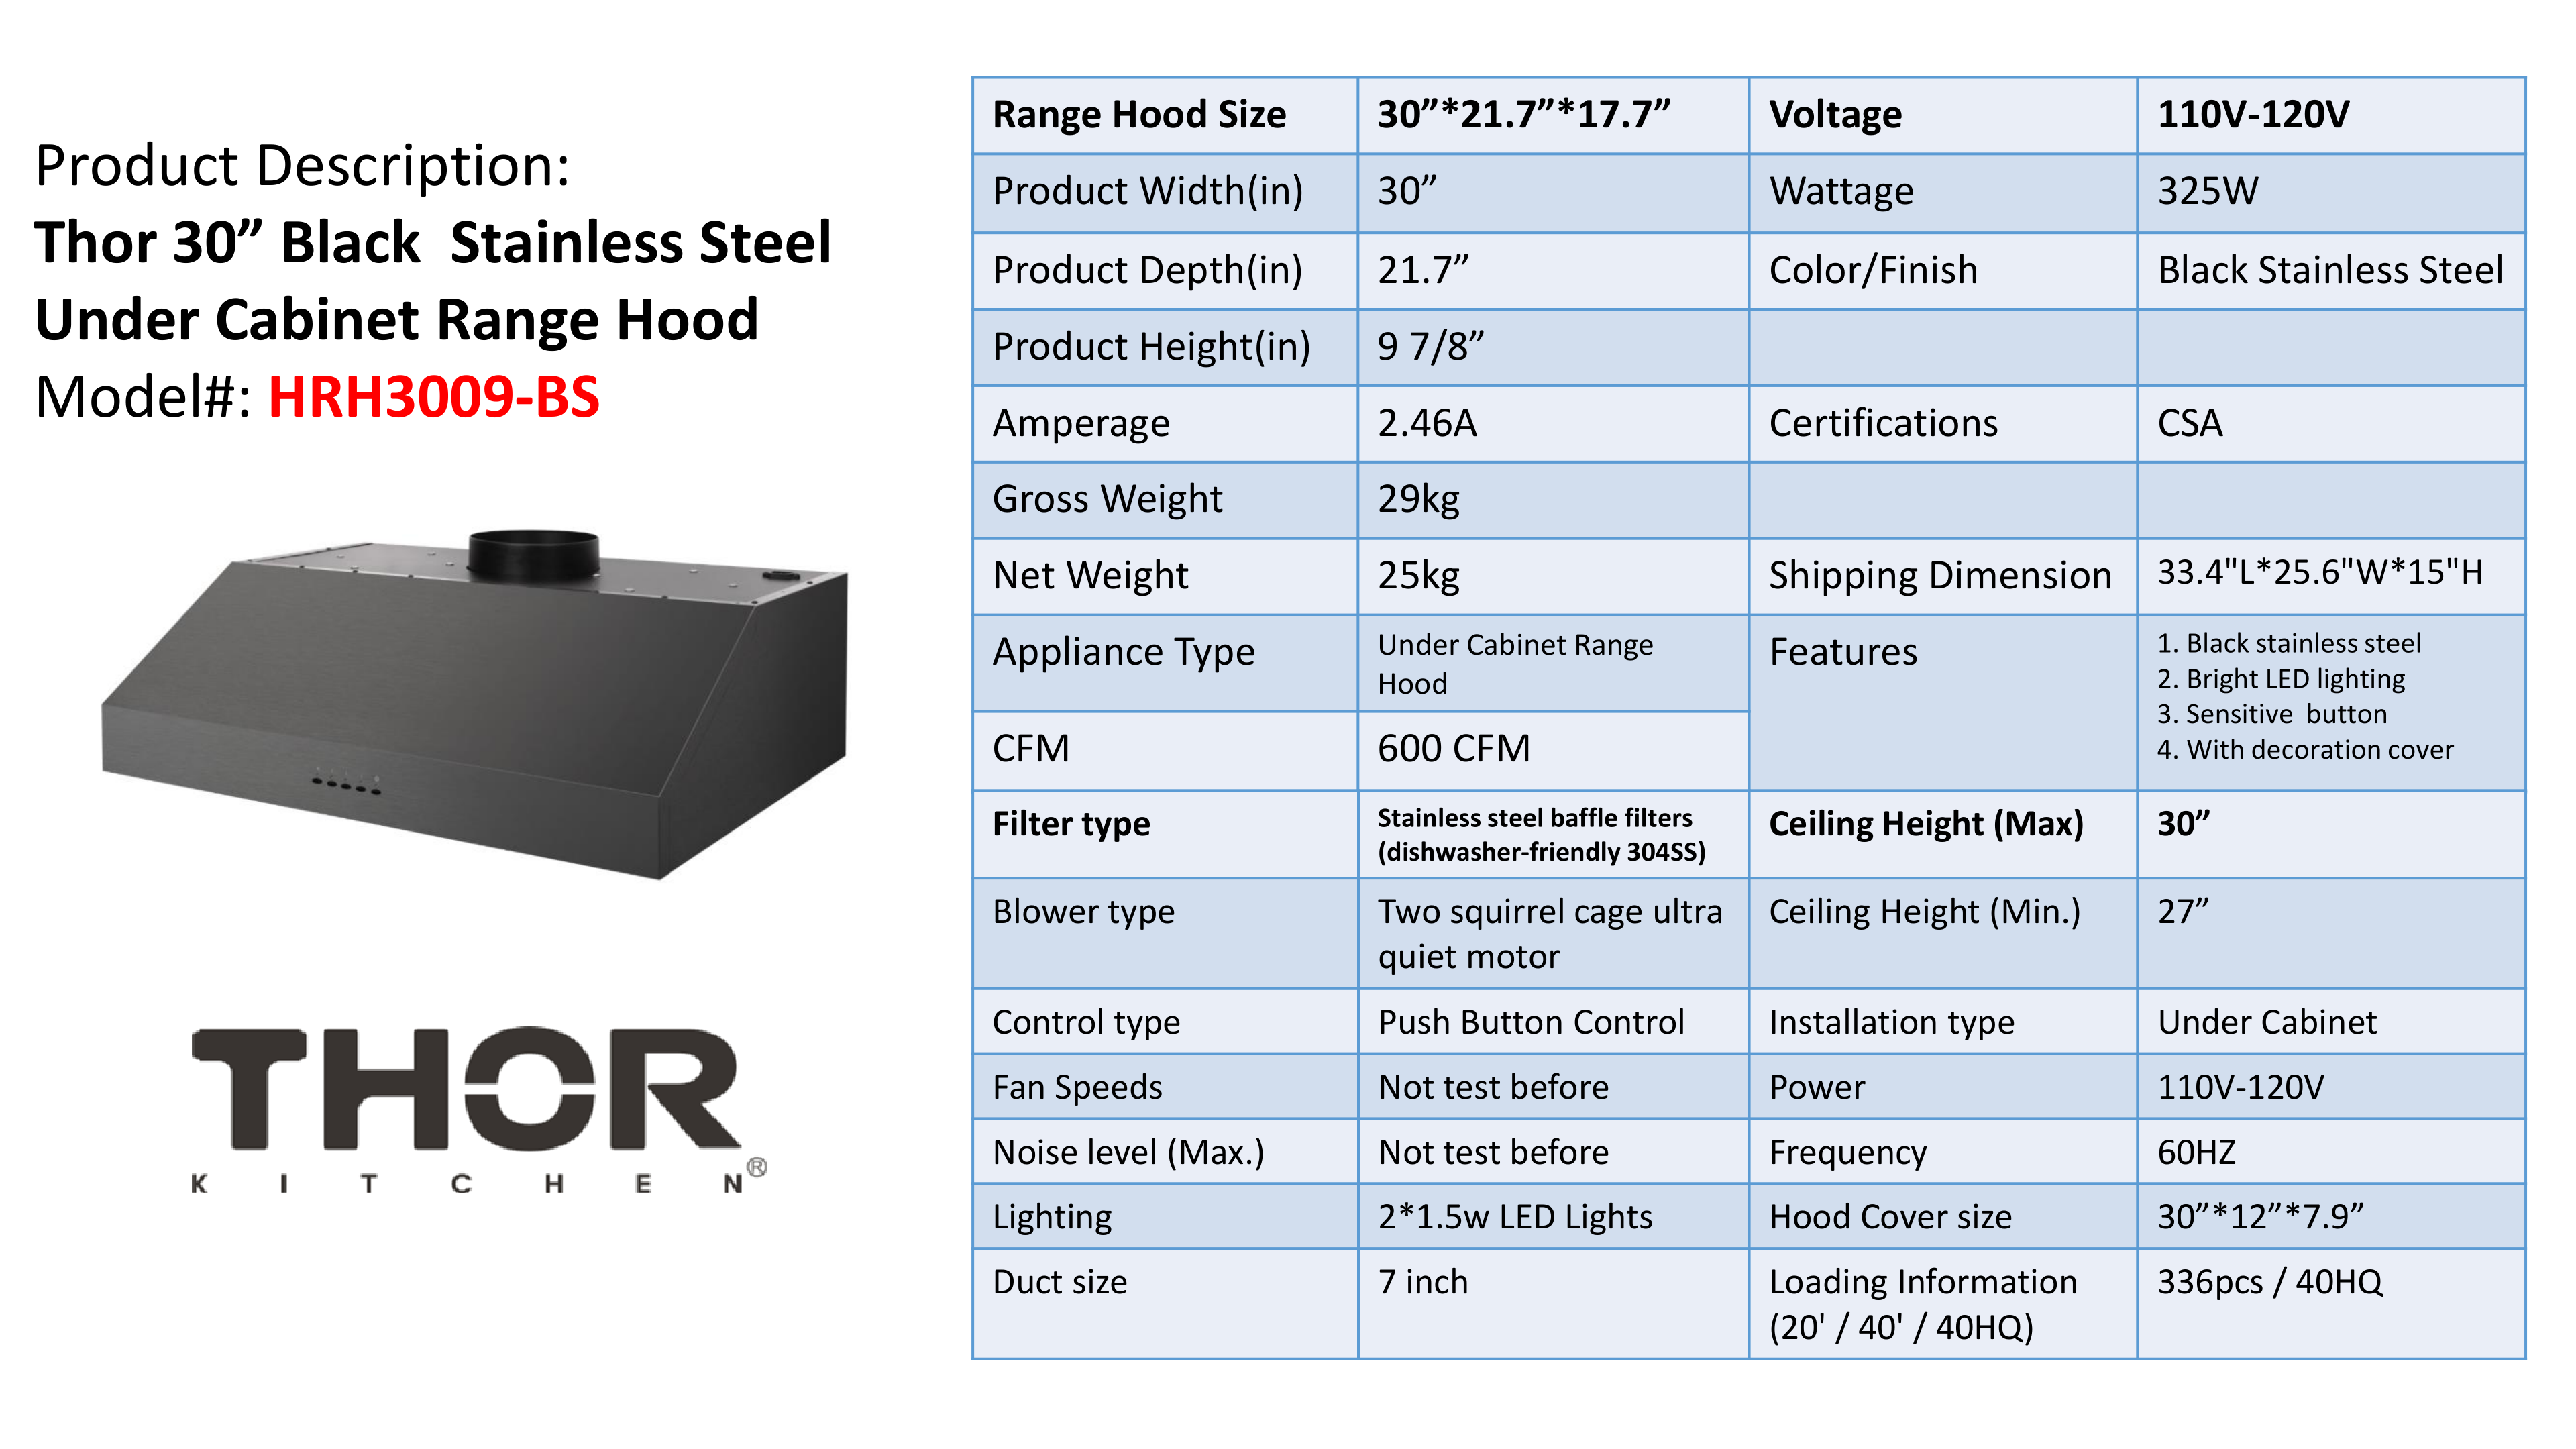 Product Description:
Thor 30” Black  Stainless Steel
Under Cabinet Range Hood
Model#: HRH3009-BS
THOR
KITCHEN®
Range Hood Size 30”*21.7”*17.7” Voltage 110V-120V
Product Width(in) 30” Wattage 325W
Product Depth(in) 21.7” Color/Finish Black Stainless Steel
Product Height(in) 9 7/8”
Amperage 2.46A Certifications CSA
Gross Weight 29kg
Net Weight 25kg Shipping Dimension 33.4"L*25.6"W*15"H
Appliance Type Under Cabinet Range
Hood
Features 1. Black stainless steel
2. Bright LED lighting
3. Sensitive  button
4. With decoration cover
CFM 600 CFM
Filter type Stainless steel baffle filters
(dishwasher-friendly 304SS)
Ceiling Height (Max) 30”
Blower type Two squirrel cage ultra
quiet motor
Ceiling Height (Min.) 27”
Control type Push Button Control Installation type Under Cabinet
Fan Speeds Not test before Power 110V-120V
Noise level (Max.) Not test before Frequency 60HZ
Lighting 2*1.5w LED Lights Hood Cover size 30”*12”*7.9”
Duct size 7 inch Loading Information
(20' / 40' / 40HQ)
336pcs / 40HQ